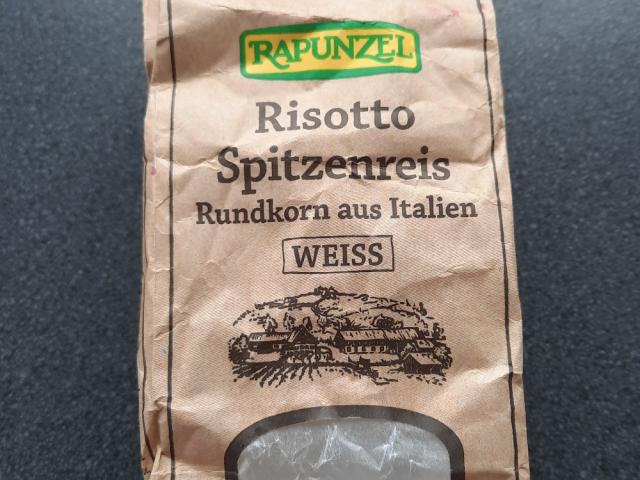 RAPUNZEL
Risotto
Spitzenreis
Rundkorn aus Italien
WEISS